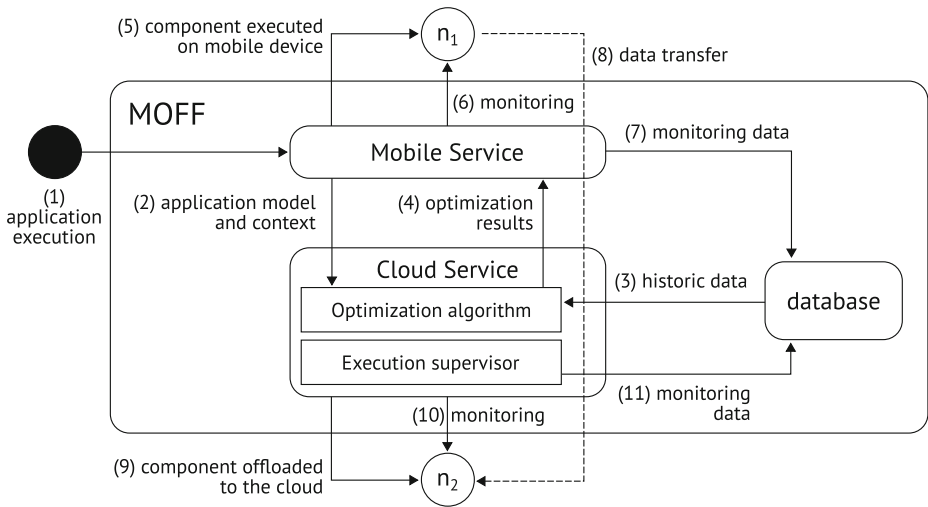 (5) component executed
on mobile device
n₁
(8) data transfer
MOFF
(6) monitoring
(7) monitoring data
Mobile Service
(1)
application
execution
(2) application model
and context
(4) optimization
results
Cloud Service
(3) historic data
Optimization algorithm
database
Execution supervisor
(11) monitoring
data
(10) monitoring
(9) component offloaded
to the cloud
n₂